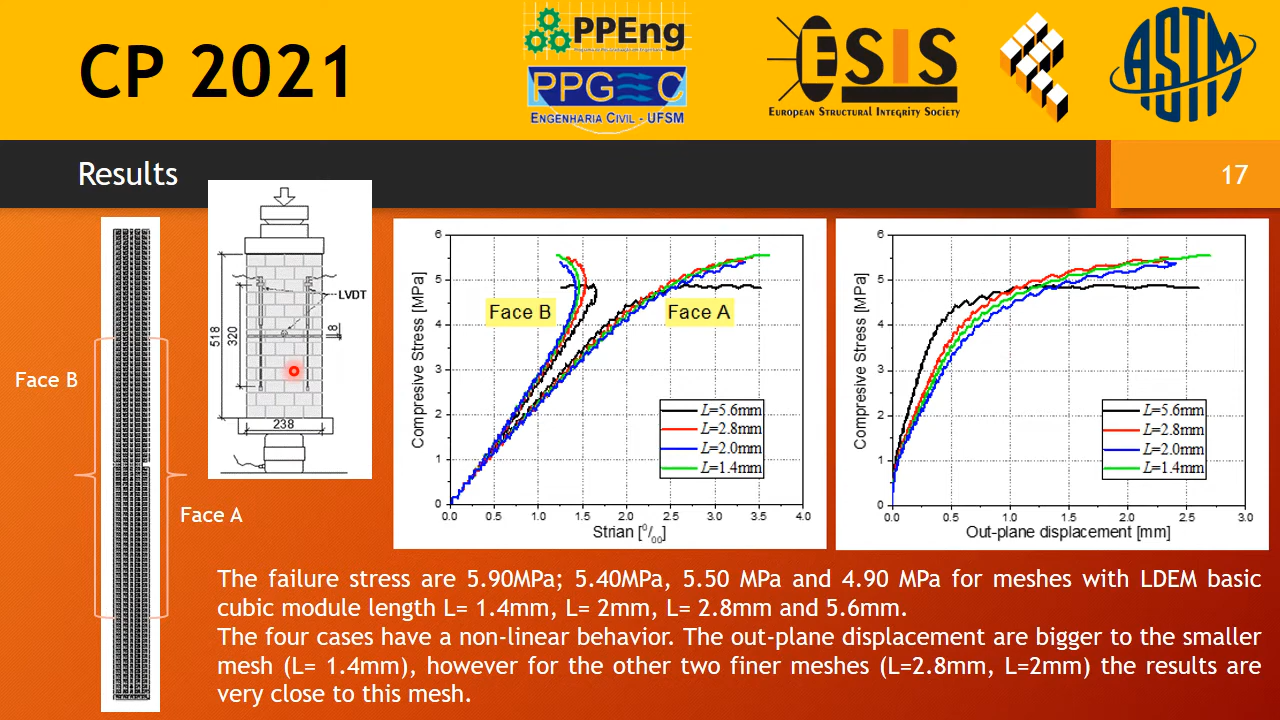 CP 2021
PPEng
PPGEC
ENGENHARIA CIVIL - UFSM
ESIS
EUROPEAN STRUCTURAL INTEGRITY SOCIETY
ASTM
Results
17
Face B
Face A
LVDT
518
320
18
238
6
5
4
3
2
1
0
Compresive Stress [MPa]
Face B
Face A
L=5.6mm
L=2.8mm
L=2.0mm
L=1.4mm
0.0 0.5 1.0 1.5 2.0 2.5 3.0 3.5 4.0
Strian [0/00]
6
5
4
3
2
1
0
Compresive Stress [MPa]
L=5.6mm
L=2.8mm
L=2.0mm
L=1.4mm
0.0 0.5 1.0 1.5 2.0 2.5 3.0
Out-plane displacement [mm]
The failure stress are 5.90MPa; 5.40MPa, 5.50 MPa and 4.90 MPa for meshes with LDEM basic
cubic module length L= 1.4mm, L= 2mm, L= 2.8mm and 5.6mm.
The four cases have a non-linear behavior. The out-plane displacement are bigger to the smaller
mesh (L= 1.4mm), however for the other two finer meshes (L=2.8mm, L=2mm) the results are
very close to this mesh.